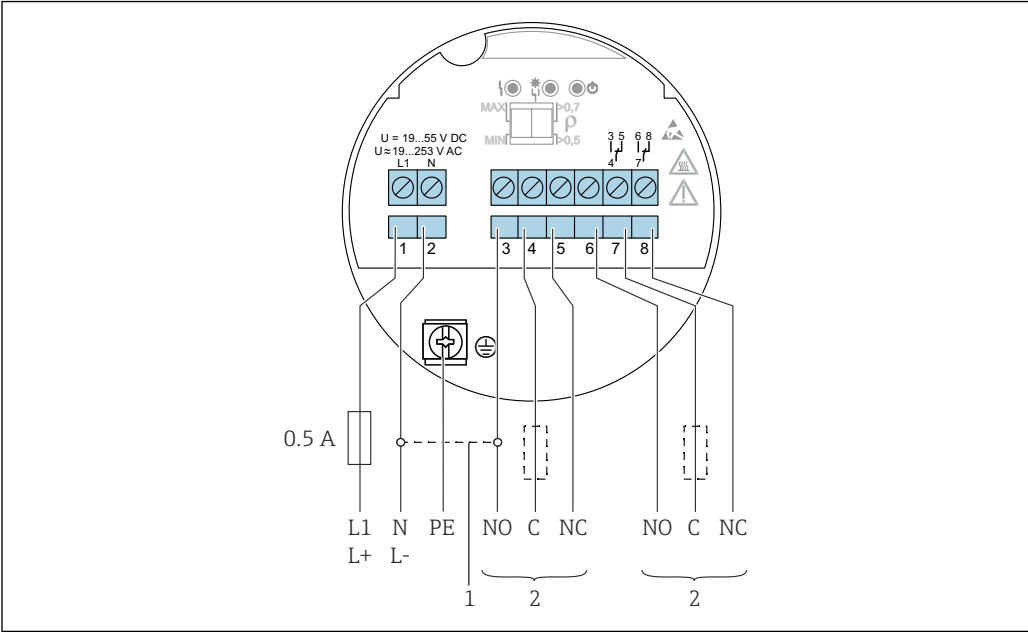 MAX >0,7
ρ
MIN >0,5
U = 19...55 V DC
U ≈ 19...253 V AC
L1 N
3 5 6 8
4 7
1 2 3 4 5 6 7 8
0.5 A
L1 N PE NO C NC NO C NC
L+ L-
1 2 2